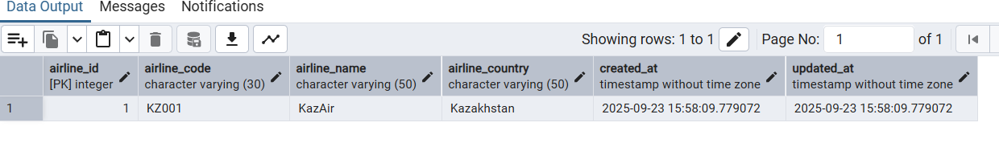 Data Output Messages Notifications
Showing rows: 1 to 1 Page No: 1 of 1
airline_id airline_code airline_name airline_country created_at updated_at
[PK] integer character varying (30) character varying (50) character varying (50) timestamp without time zone timestamp without time zone
1 1 KZ001 KazAir Kazakhstan 2025-09-23 15:58:09.779072 2025-09-23 15:58:09.779072